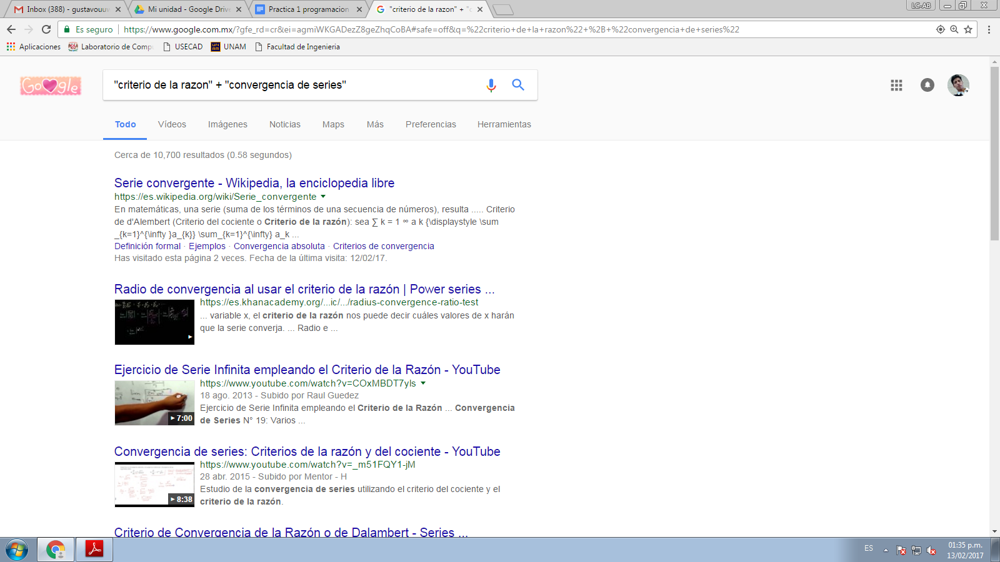 Inbox (388) - gustavouuv
Mi unidad - Google Drive
Practica 1 programacion
"criterio de la razon" + "c
LC-AB
Es seguro
https://www.google.com.mx/?gfe_rd=cr&ei=agmiWKGADezZ8geZhqCoBA#safe=off&q=%22criterio+de+la+razon%22+%2B+%22convergencia+de+series%22
Aplicaciones
Laboratorio de Compu
USECAD
UNAM
Facultad de Ingenieria
Google
"criterio de la razon" + "convergencia de series"
Todo
Vídeos
Imágenes
Noticias
Maps
Más
Preferencias
Herramientas
Cerca de 10,700 resultados (0.58 segundos)
Serie convergente - Wikipedia, la enciclopedia libre
https://es.wikipedia.org/wiki/Serie_convergente
En matemáticas, una serie (suma de los términos de una secuencia de números), resulta ..... Criterio
de d'Alembert (Criterio del cociente o Criterio de la razón): sea ∑ k = 1 ∞ a k {\displaystyle \sum
_{k=1}^{\infty }a_{k}} \sum_{k=1}^{\infty} a_k ...
Definición formal · Ejemplos · Convergencia absoluta · Criterios de convergencia
Has visitado esta página 2 veces. Fecha de la última visita: 12/02/17.
Radio de convergencia al usar el criterio de la razón | Power series ...
https://es.khanacademy.org/...ic/.../radius-convergence-ratio-test
... variable x, el criterio de la razón nos puede decir cuáles valores de x harán
que la serie converja. ... Radio e ...
Ejercicio de Serie Infinita empleando el Criterio de la Razón - YouTube
https://www.youtube.com/watch?v=COxMBDT7yls
18 ago. 2013 - Subido por Raul Guedez
Ejercicio de Serie Infinita empleando el Criterio de la Razón ... Convergencia
de Series N° 19: Varios ...
7:00
Convergencia de series: Criterios de la razón y del cociente - YouTube
https://www.youtube.com/watch?v=_m51FQY1-jM
28 abr. 2015 - Subido por Mentor - H
Estudio de la convergencia de series utilizando el criterio del cociente y el
criterio de la razón.
8:38
Criterio de Convergencia de la Razón o de Dalambert - Series ...
ES
01:35 p.m.
13/02/2017